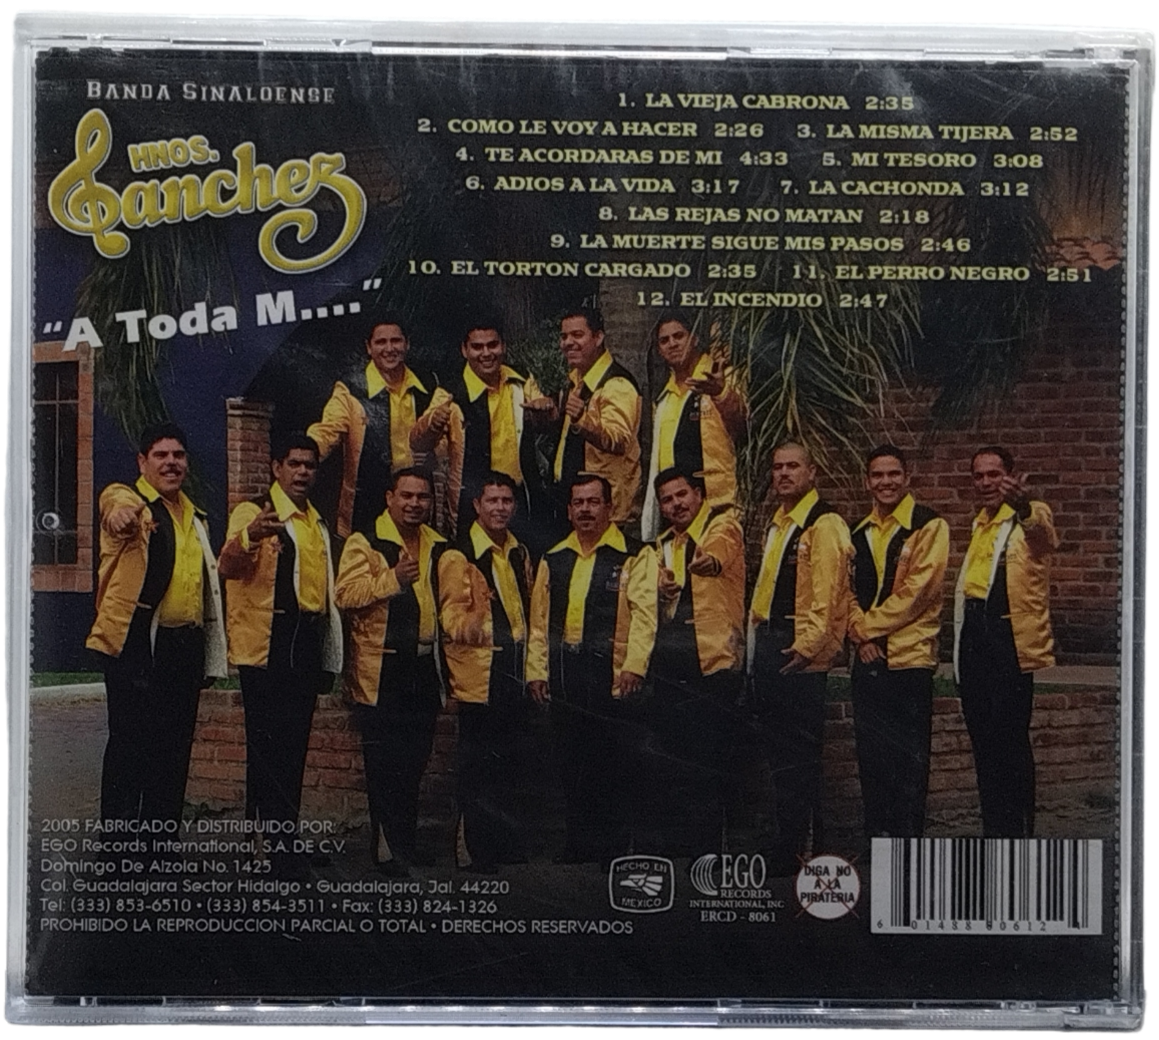 BANDA SINALOENSE
HNOS.
Sanchez
"A Toda M...."
1. LA VIEJA CABRONA 2:35
2. COMO LE VOY A HACER 2:26 3. LA MISMA TIJERA 2:52
4. TE ACORDARAS DE MI 4:33 5. MI TESORO 3:08
6. ADIOS A LA VIDA 3:17 7. LA CACHONDA 3:12
8. LAS REJAS NO MATAN 2:18
9. LA MUERTE SIGUE MIS PASOS 2:46
10. EL TORTON CARGADO 2:35 11. EL PERRO NEGRO 2:51
12. EL INCENDIO 2:47
2005 FABRICADO Y DISTRIBUIDO POR:
EGO Records International, S.A. DE C.V.
Domingo De Alzola No. 1425
Col. Guadalajara Sector Hidalgo • Guadalajara, Jal. 44220
Tel: (333) 853-6510 • (333) 854-3511 • Fax: (333) 824-1326
PROHIBIDO LA REPRODUCCION PARCIAL O TOTAL • DERECHOS RESERVADOS
HECHO EN
MEXICO
EGO
RECORDS
INTERNATIONAL, INC
ERCD - 8061
DIGA NO
A LA
PIRATERIA
6 01488 80612 4